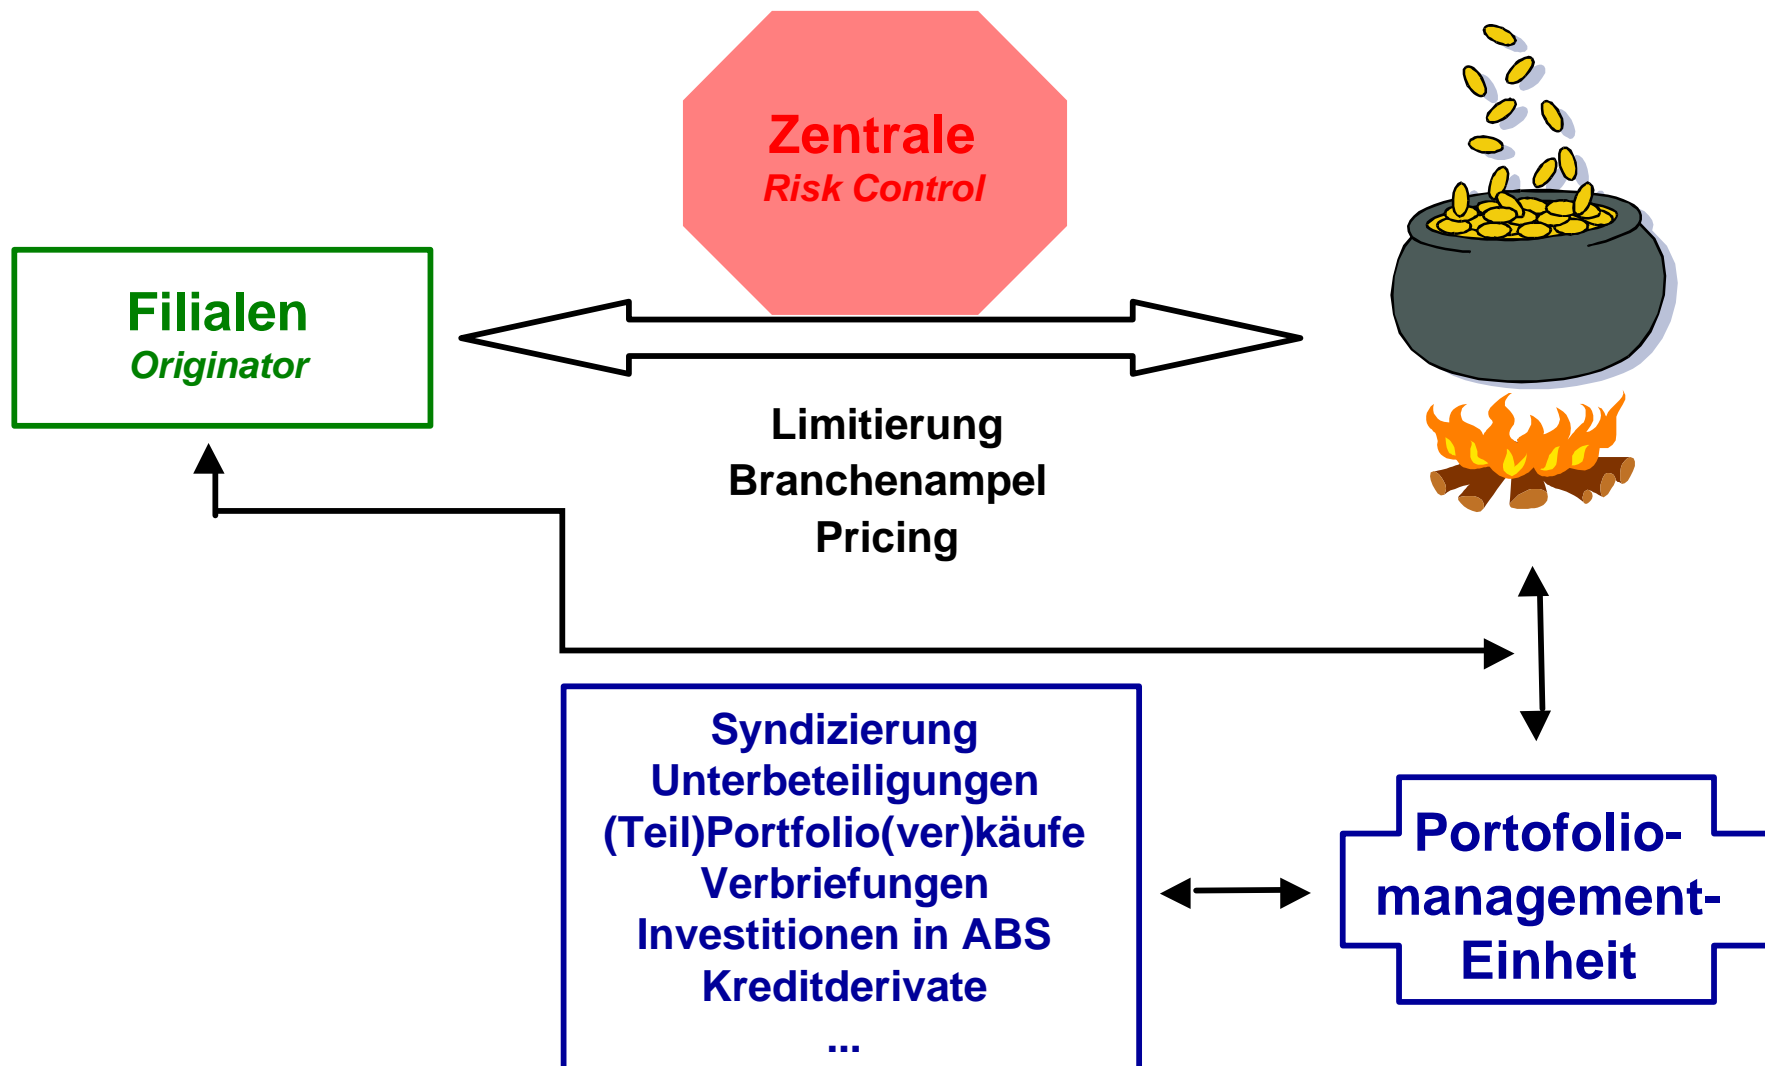 Zentrale
Risk Control
Filialen
Originator
Limitierung
Branchenampel
Pricing
Syndizierung
Unterbeteiligungen
(Teil)Portfolio(ver)käufe
Verbriefungen
Investitionen in ABS
Kreditderivate
...
Portofolio-
management-
Einheit